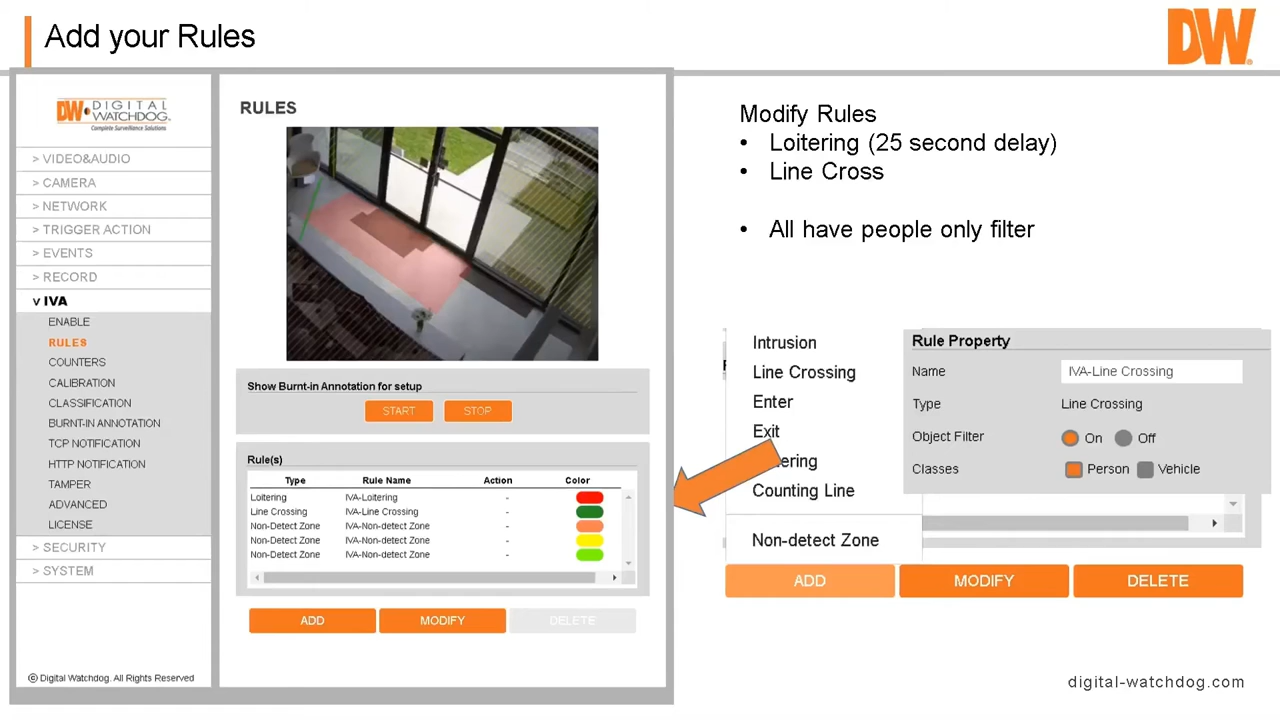 Add your Rules
DW
DW DIGITAL
WATCHDOG
Complete Surveillance Solutions
> VIDEO&AUDIO
> CAMERA
> NETWORK
> TRIGGER ACTION
> EVENTS
> RECORD
v IVA
ENABLE
RULES
COUNTERS
CALIBRATION
CLASSIFICATION
BURNT-IN ANNOTATION
TCP NOTIFICATION
HTTP NOTIFICATION
TAMPER
ADVANCED
LICENSE
> SECURITY
> SYSTEM
© Digital Watchdog. All Rights Reserved
RULES
Show Burnt-in Annotation for setup
START STOP
Rule(s)
Type Rule Name Action Color
Loitering IVA-Loitering -
Line Crossing IVA-Line Crossing -
Non-Detect Zone IVA-Non-detect Zone -
Non-Detect Zone IVA-Non-detect Zone -
Non-Detect Zone IVA-Non-detect Zone -
ADD MODIFY DELETE
Modify Rules
• Loitering (25 second delay)
• Line Cross
• All have people only filter
Intrusion
Line Crossing
Enter
Exit
tering
Counting Line
Non-detect Zone
Rule Property
Name IVA-Line Crossing
Type Line Crossing
Object Filter On Off
Classes Person Vehicle
ADD MODIFY DELETE
digital-watchdog.com